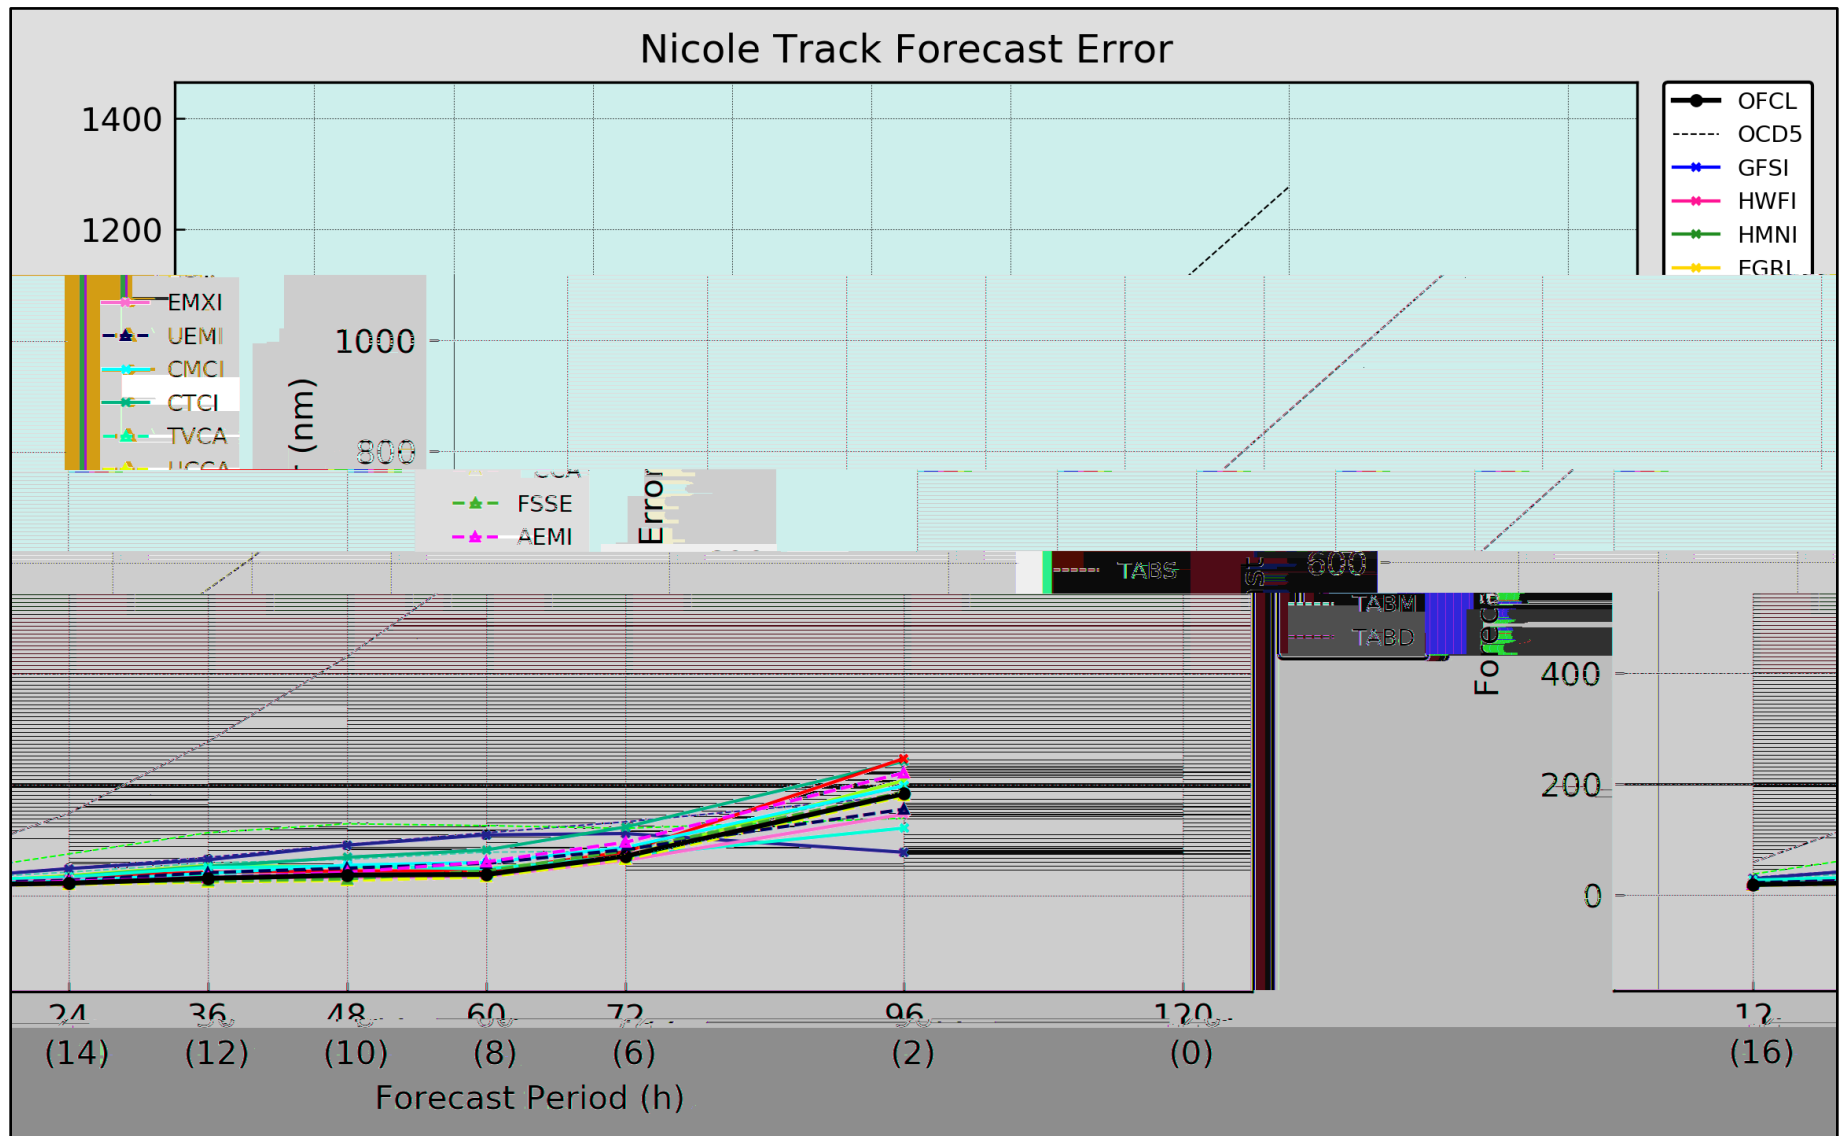 Nicole Track Forecast Error
1400
1200
OFCL
OCD5
GFSI
HWFI
HMNI
EGRI
EMXI
UEMI
CMCI
CTCI
TVCA
HCCA
1000
(nm)
800
FSSE
AEMI
Error
TABS
600
TABM
TABD
400
200
0
24 36 48 60 72 96 120 12
(14) (12) (10) (8) (6) (2) (0) (16)
Forecast Period (h)